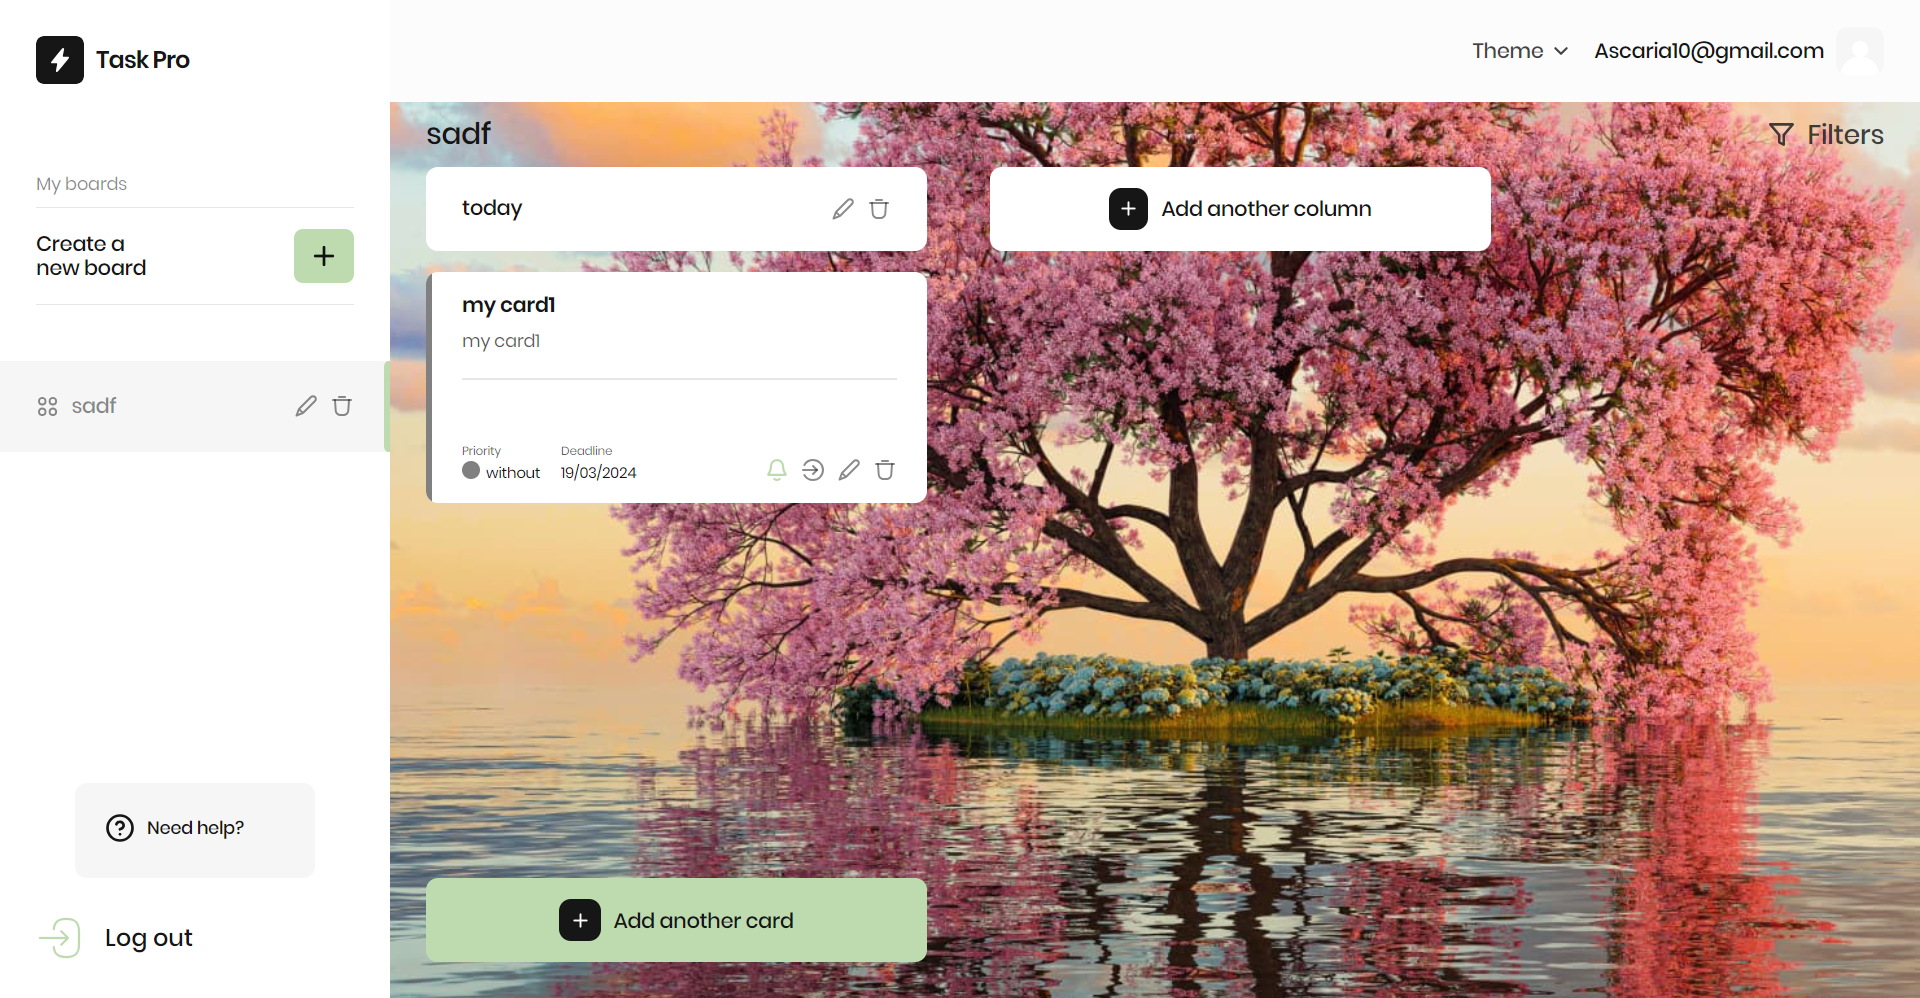 Task Pro
Theme
Ascaria10@gmail.com
My boards
Create a
new board
sadf
Need help?
Log out
sadf
Filters
today
Add another column
my card1
my card1
Priority
without
Deadline
19/03/2024
Add another card